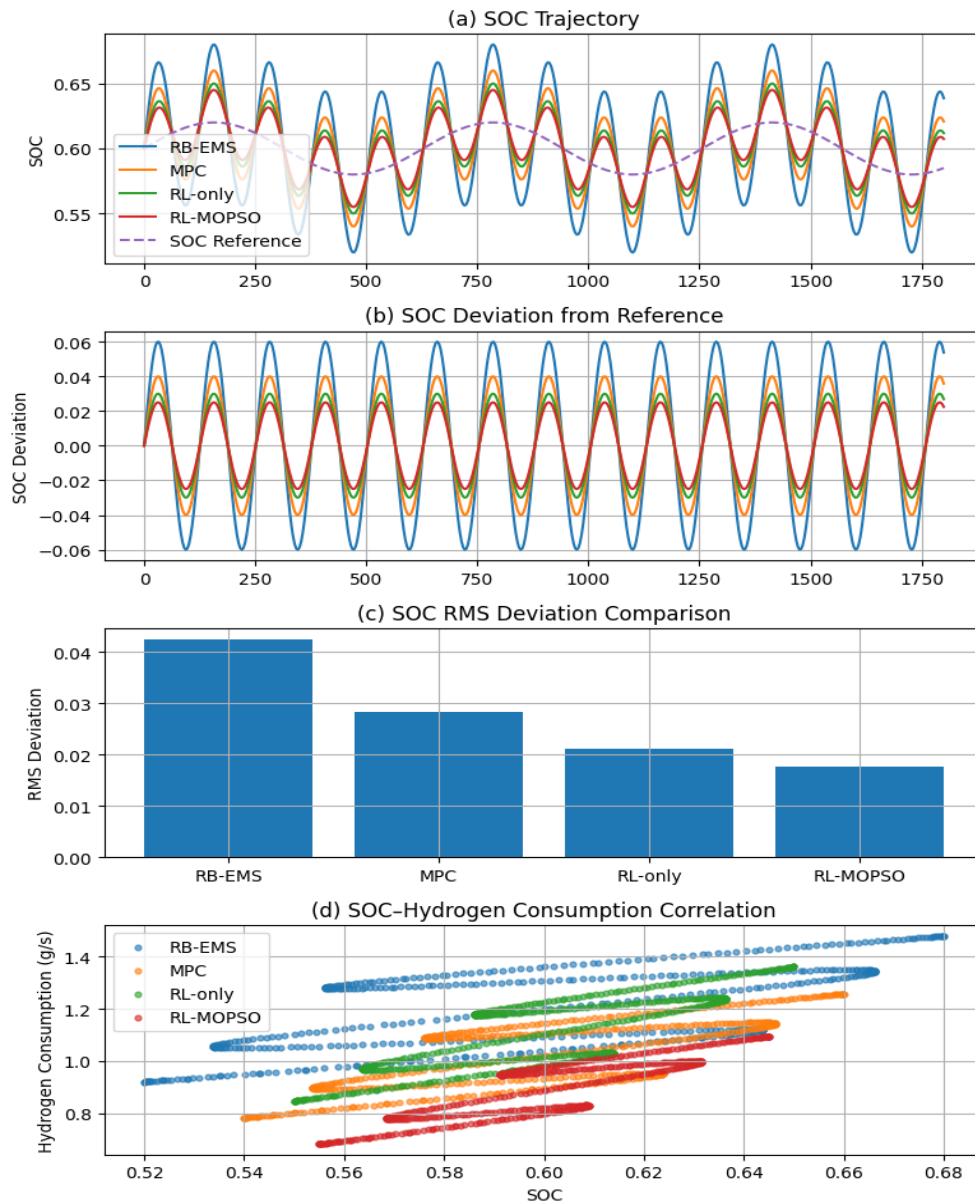 (a) SOC Trajectory
SOC
0.65
0.60
0.55
RB-EMS
MPC
RL-only
RL-MOPSO
SOC Reference
0 250 500 750 1000 1250 1500 1750
(b) SOC Deviation from Reference
SOC Deviation
0.06
0.04
0.02
0.00
−0.02
−0.04
−0.06
0 250 500 750 1000 1250 1500 1750
(c) SOC RMS Deviation Comparison
RMS Deviation
0.04
0.03
0.02
0.01
0.00
RB-EMS MPC RL-only RL-MOPSO
(d) SOC–Hydrogen Consumption Correlation
Hydrogen Consumption (g/s)
1.4
1.2
1.0
0.8
RB-EMS
MPC
RL-only
RL-MOPSO
0.52 0.54 0.56 0.58 0.60 0.62 0.64 0.66 0.68
SOC